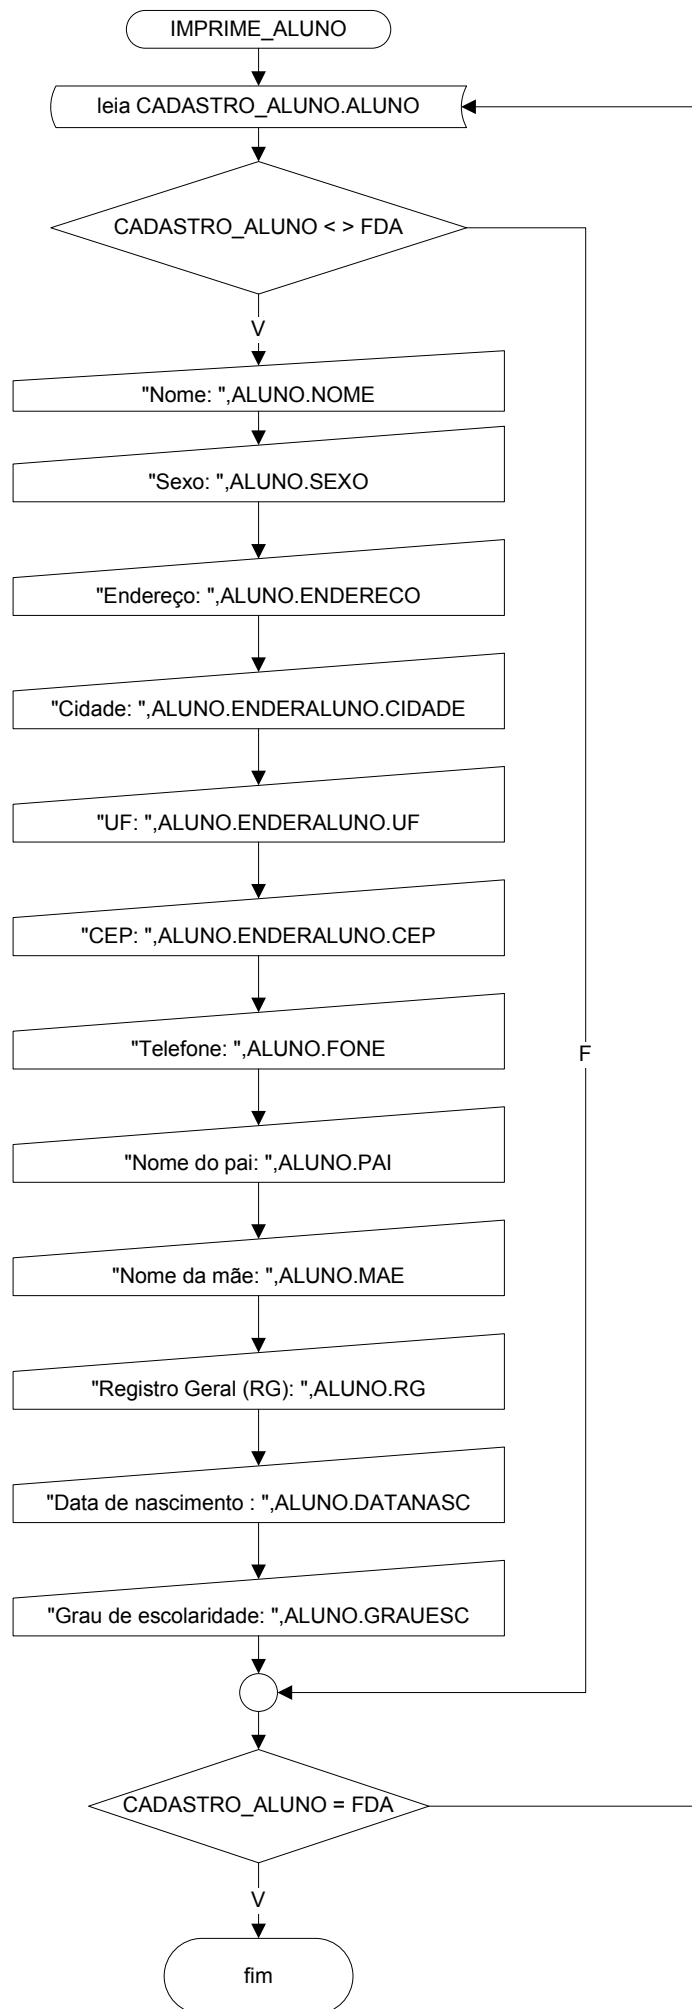 IMPRIME_ALUNO
leia CADASTRO_ALUNO.ALUNO
CADASTRO_ALUNO < > FDA
V
"Nome: ",ALUNO.NOME
"Sexo: ",ALUNO.SEXO
"Endereço: ",ALUNO.ENDERECO
"Cidade: ",ALUNO.ENDERALUNO.CIDADE
"UF: ",ALUNO.ENDERALUNO.UF
"CEP: ",ALUNO.ENDERALUNO.CEP
"Telefone: ",ALUNO.FONE
F
"Nome do pai: ",ALUNO.PAI
"Nome da mãe: ",ALUNO.MAE
"Registro Geral (RG): ",ALUNO.RG
"Data de nascimento : ",ALUNO.DATANASC
"Grau de escolaridade: ",ALUNO.GRAUESC
CADASTRO_ALUNO = FDA
V
fim